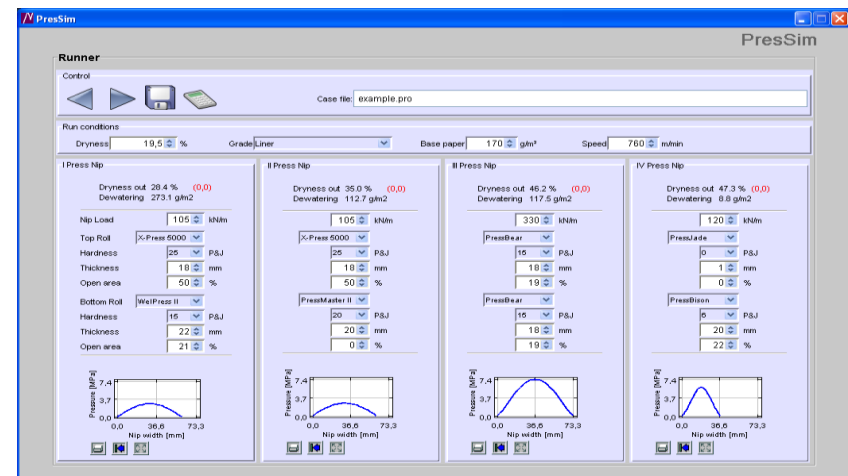 PresSim
PresSim
Runner
Control
Case file: example.pro
Run conditions
Dryness 19,5 % Grade Liner Base paper 170 g/m² Speed 760 m/min
I Press Nip
Dryness out 28.4 % (0,0)
Dewatering 273.1 g/m2
Nip Load 105 kN/m
Top Roll X-Press 5000
Hardness 25 P&J
Thickness 18 mm
Open area 50 %
Bottom Roll WelPress II
Hardness 15 P&J
Thickness 22 mm
Open area 21 %
Pressure [MPa]
7,4
3,7
0,0
0,0 36,6 73,3
Nip width [mm]
II Press Nip
Dryness out 35.0 % (0,0)
Dewatering 112.7 g/m2
105 kN/m
X-Press 5000
25 P&J
18 mm
50 %
PressMaster II
20 P&J
20 mm
0 %
Pressure [MPa]
7,4
3,7
0,0
0,0 36,6 73,3
Nip width [mm]
III Press Nip
Dryness out 46.2 % (0,0)
Dewatering 117.5 g/m2
330 kN/m
PressBear
15 P&J
18 mm
19 %
PressBear
15 P&J
18 mm
19 %
Pressure [MPa]
7,4
3,7
0,0
0,0 36,6 73,3
Nip width [mm]
IV Press Nip
Dryness out 47.3 % (0,0)
Dewatering 8.8 g/m2
120 kN/m
PressJade
0 P&J
1 mm
0 %
PressBison
6 P&J
20 mm
22 %
Pressure [MPa]
7,4
3,7
0,0
0,0 36,6 73,3
Nip width [mm]